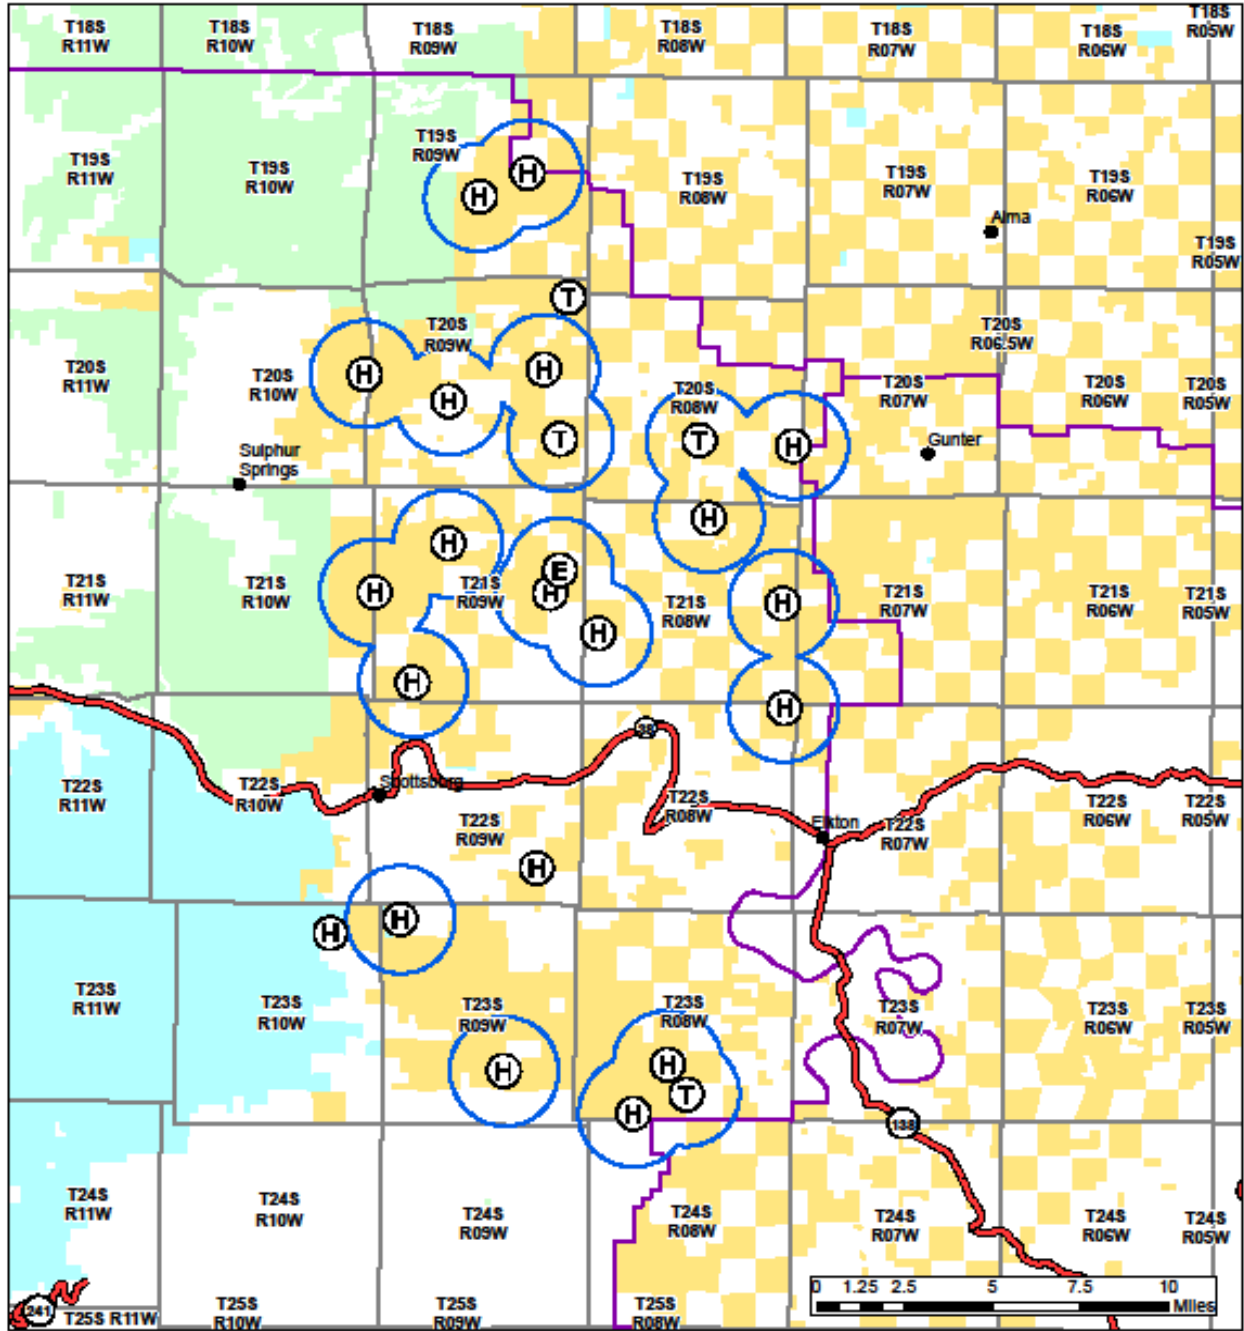 T18S
R11W
T18S
R10W
T18S
R09W
T18S
R08W
T18S
R07W
T18S
R06W
T18S
R05W
T19S
R11W
T19S
R10W
T19S
R09W
H
H
T19S
R08W
T19S
R07W
T19S
R06W
Alma
T19S
R05W
T
T20S
R11W
T20S
R10W
T20S
R09W
H
H
H
T
T20S
R08W
T
H
T20S
R07W
T20S
R06.5W
T20S
R06W
T20S
R05W
Gunter
Sulphur
Springs
H
T21S
R11W
T21S
R10W
H
H
T21S
R09W
E
H
H
T21S
R08W
H
T21S
R07W
T21S
R06W
T21S
R05W
H
H
38
T22S
R11W
T22S
R10W
Scottsburg
T22S
R09W
T22S
R08W
Elkton
T22S
R07W
T22S
R06W
T22S
R05W
H
H
H
T23S
R11W
T23S
R10W
T23S
R09W
T23S
R08W
T23S
R07W
T23S
R06W
T23S
R05W
H
H
T
H
138
T24S
R11W
T24S
R10W
T24S
R09W
T24S
R08W
T24S
R07W
T24S
R06W
T24S
R05W
0 1.25 2.5 5 7.5 10
Miles
241
T25S R11W
T25S
R10W
T25S
R09W
T25S
R08W